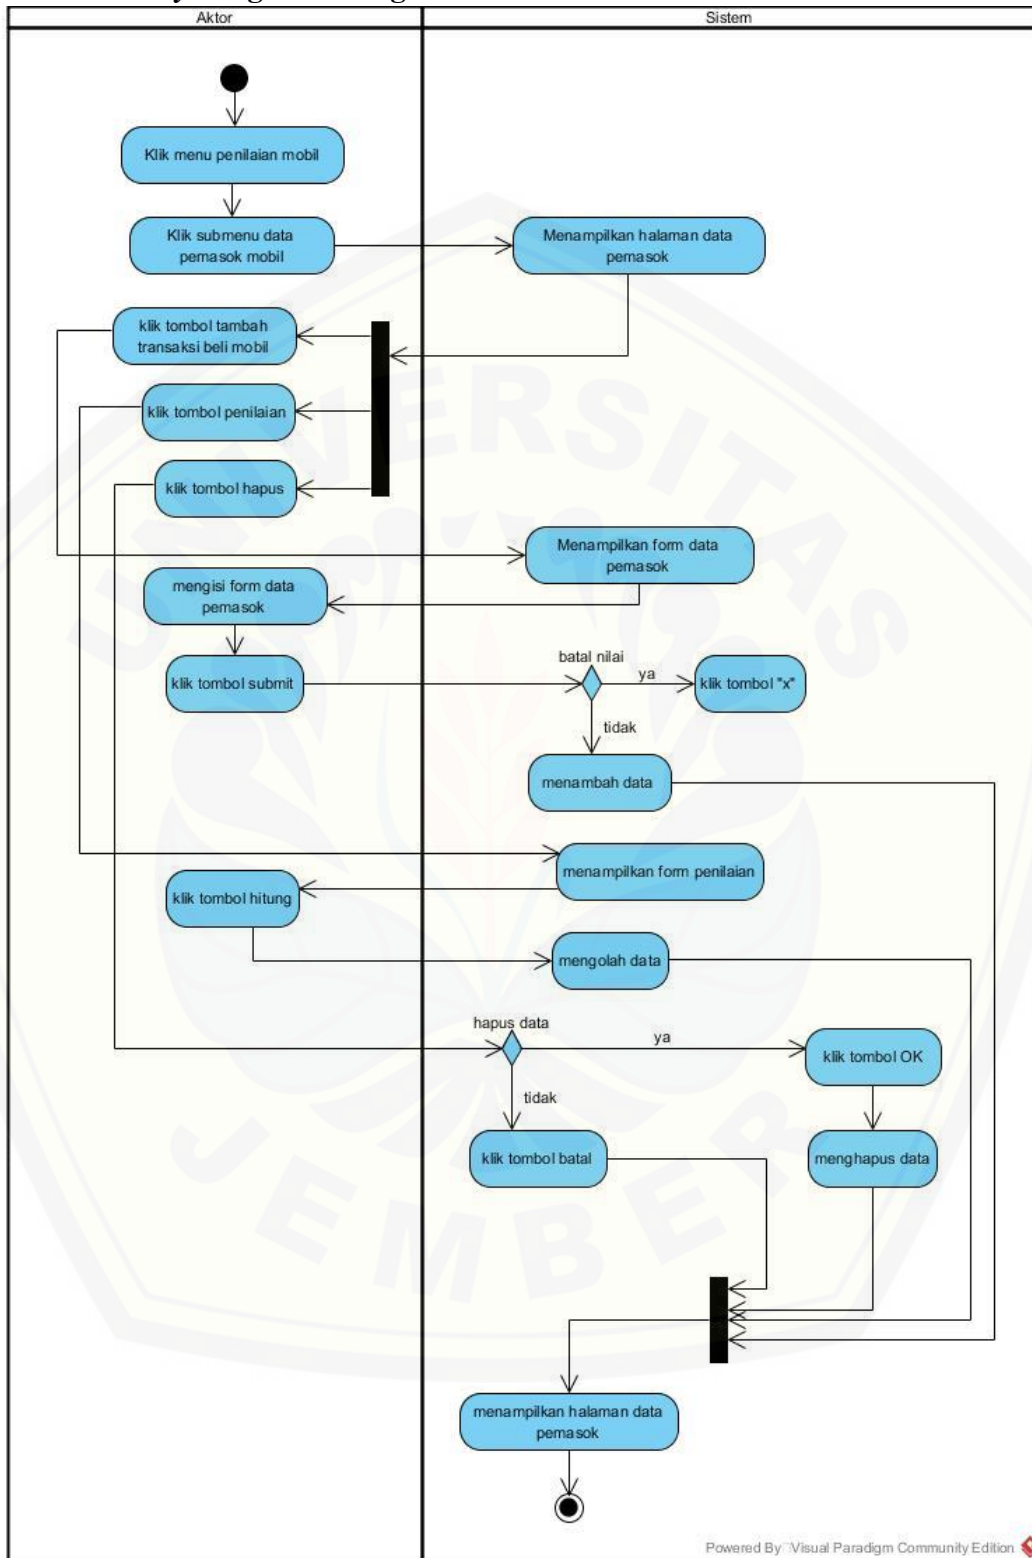 Aktor
Sistem
Klik menu penilaian mobil
Klik submenu data
pemasok mobil
Menampilkan halaman data
pemasok
klik tombol tambah
transaksi beli mobil
klik tombol penilaian
klik tombol hapus
Menampilkan form data
pemasok
mengisi form data
pemasok
klik tombol submit
batal nilai
ya
klik tombol "x"
tidak
menambah data
menampilkan form penilaian
klik tombol hitung
mengolah data
hapus data
ya
klik tombol OK
tidak
klik tombol batal
menghapus data
menampilkan halaman data
pemasok
UNIVERSITAS
JEMBER
Powered By Visual Paradigm Community Edition